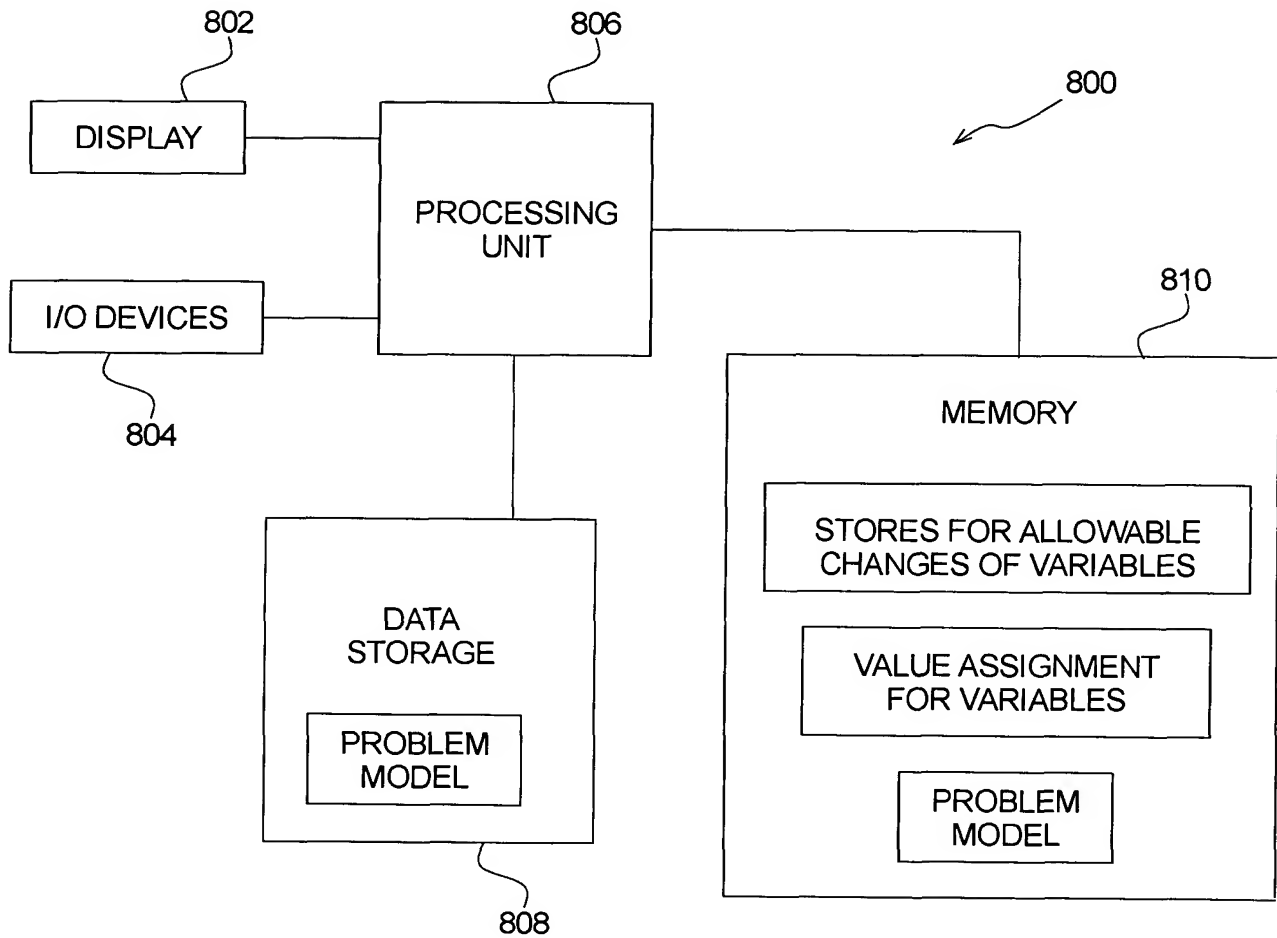 802
806
800
DISPLAY
PROCESSING
UNIT
I/O DEVICES
804
810
MEMORY
STORES FOR ALLOWABLE
CHANGES OF VARIABLES
DATA
STORAGE
VALUE ASSIGNMENT
FOR VARIABLES
PROBLEM
MODEL
PROBLEM
MODEL
808